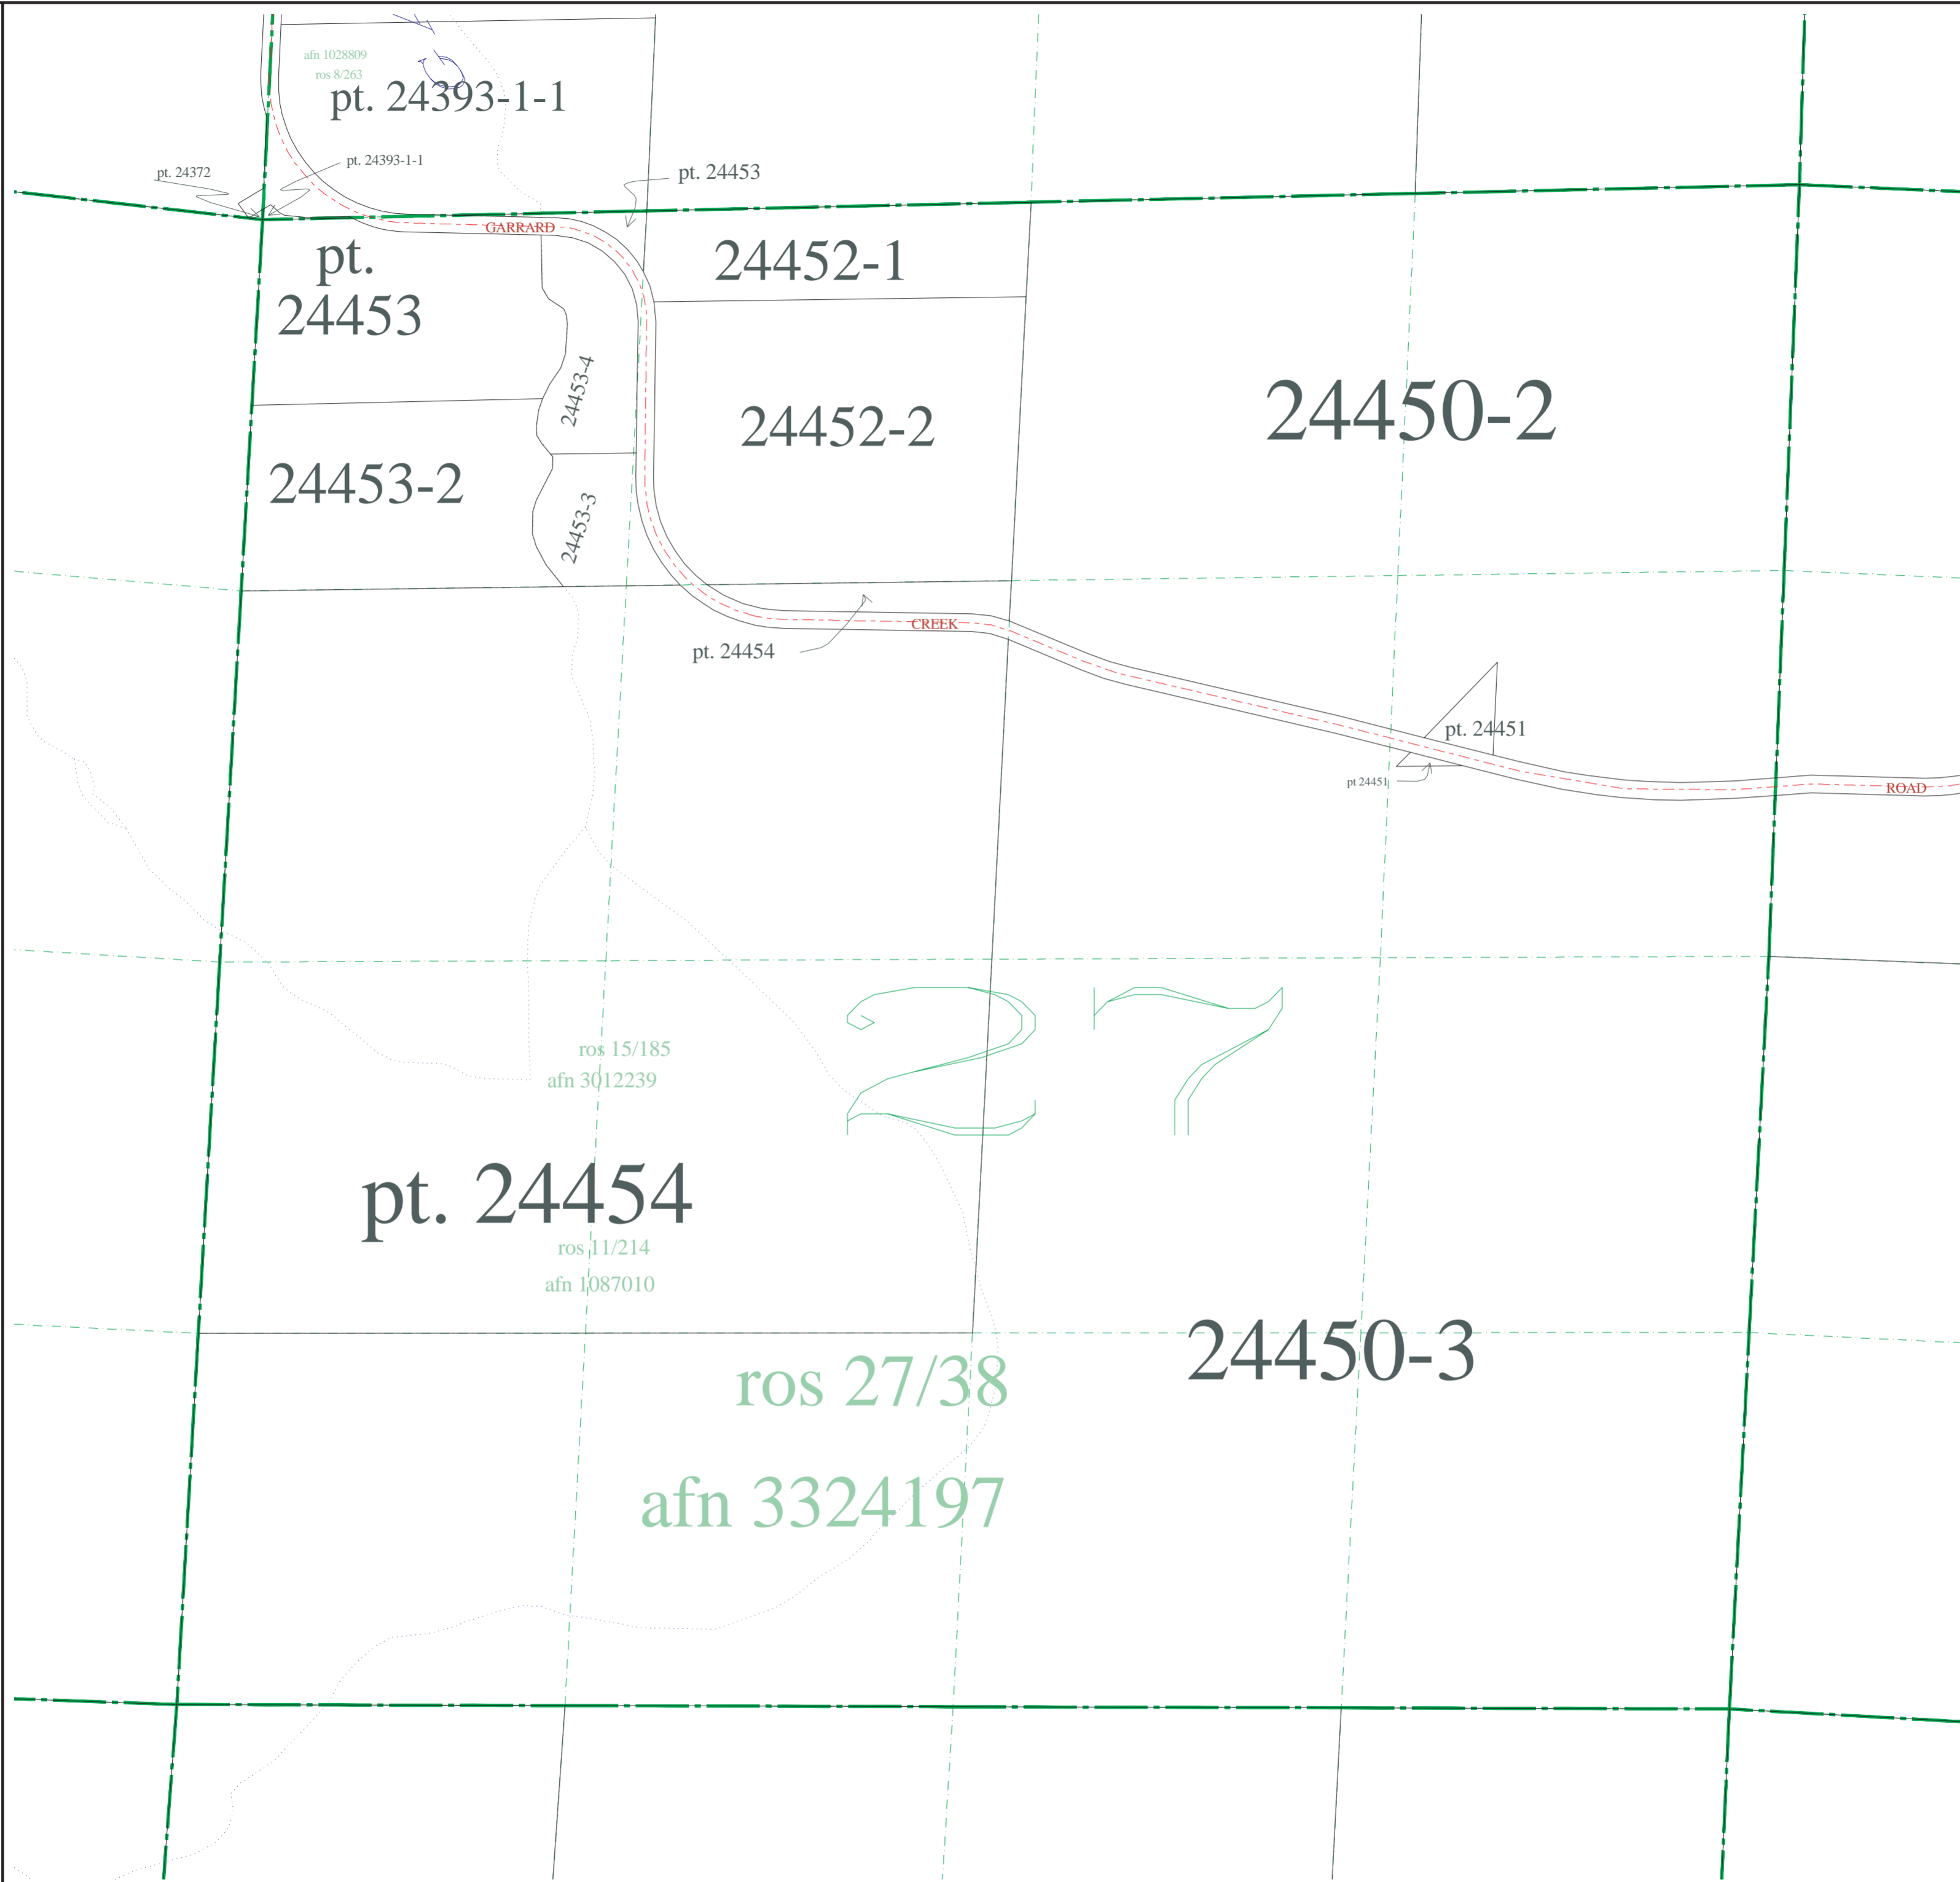 afn 1028809
ros 8/263
pt. 24393-1-1
pt. 24372
pt. 24393-1-1
pt. 24453
GARRARD
pt.
24453
24452-1
24453-4
24452-2
24450-2
24453-2
24453-3
CREEK
pt. 24454
pt. 24451
pt 24451
ROAD
27
ros 15/185
afn 3012239
pt. 24454
ros 11/214
afn 1087010
24450-3
ros 27/38
afn 3324197